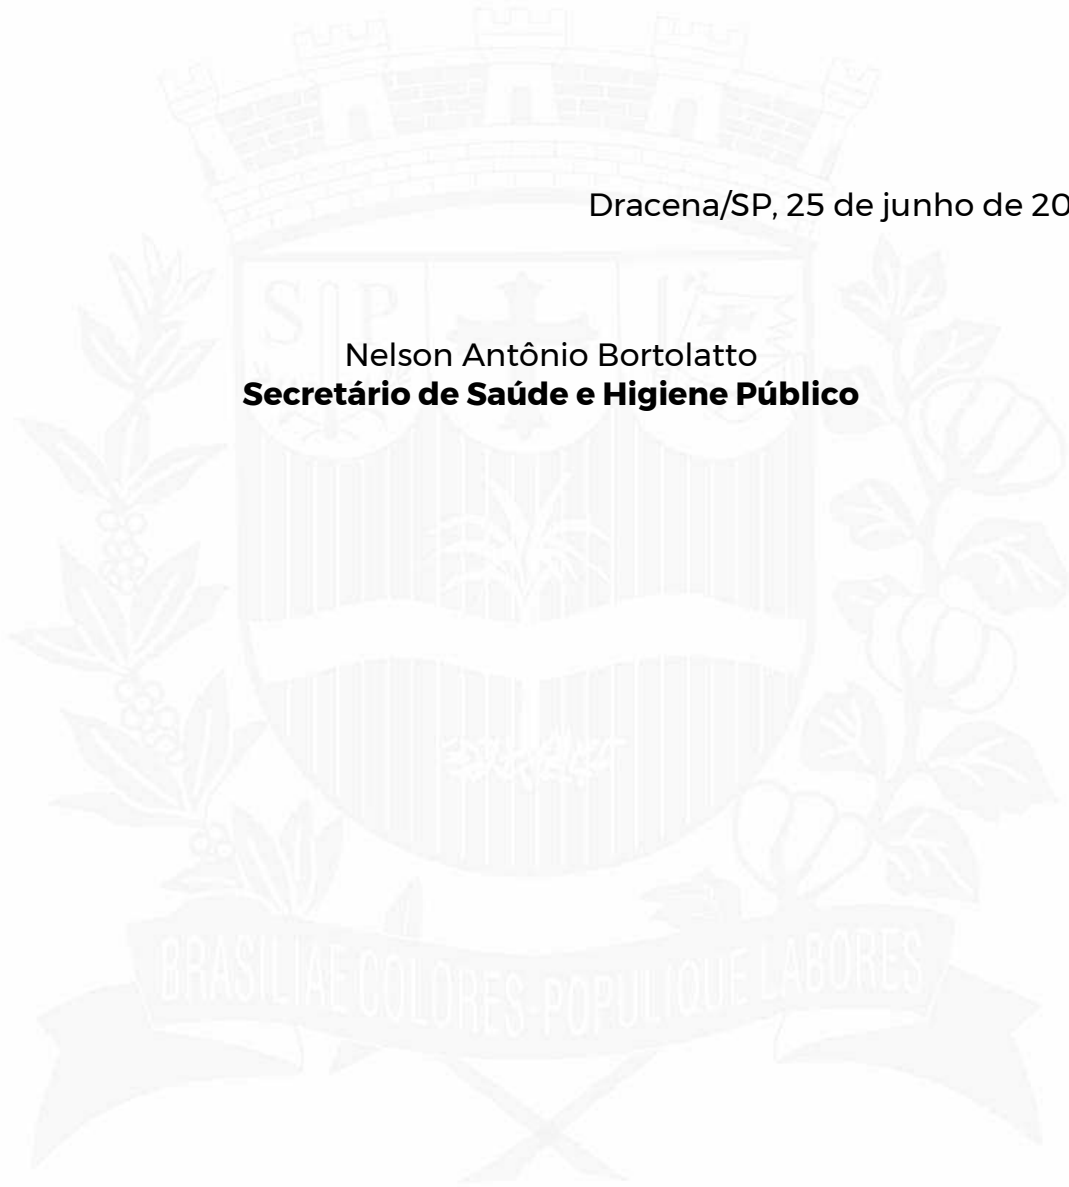 Dracena/SP, 25 de junho de 20
Nelson Antônio Bortolatto
Secretário de Saúde e Higiene Público
S P
BRASILIAE COLORES POPULIQUE LABORES